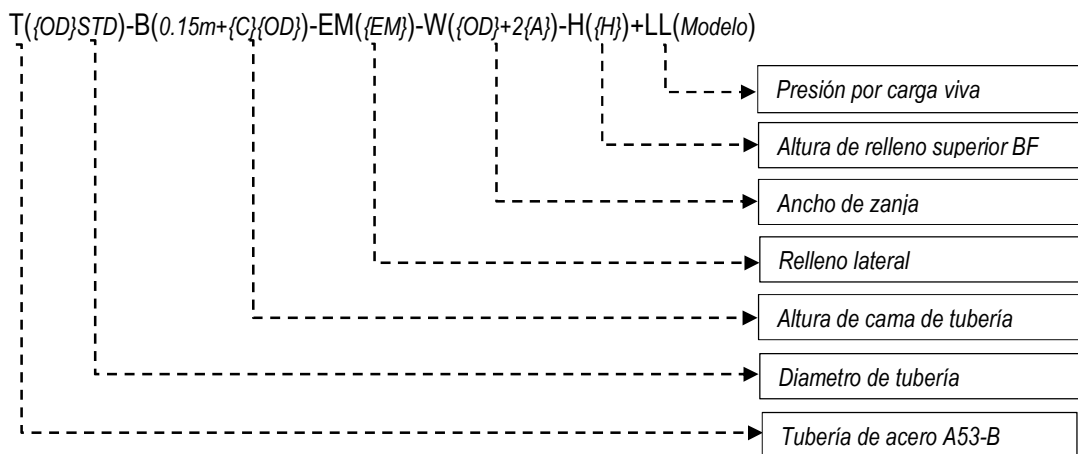 T({OD}STD)-B(0.15m+{C}{OD})-EM({EM})-W({OD}+2{A})-H({H})+LL(Modelo)
Presión por carga viva
Altura de relleno superior BF
Ancho de zanja
Relleno lateral
Altura de cama de tubería
Diametro de tubería
Tubería de acero A53-B